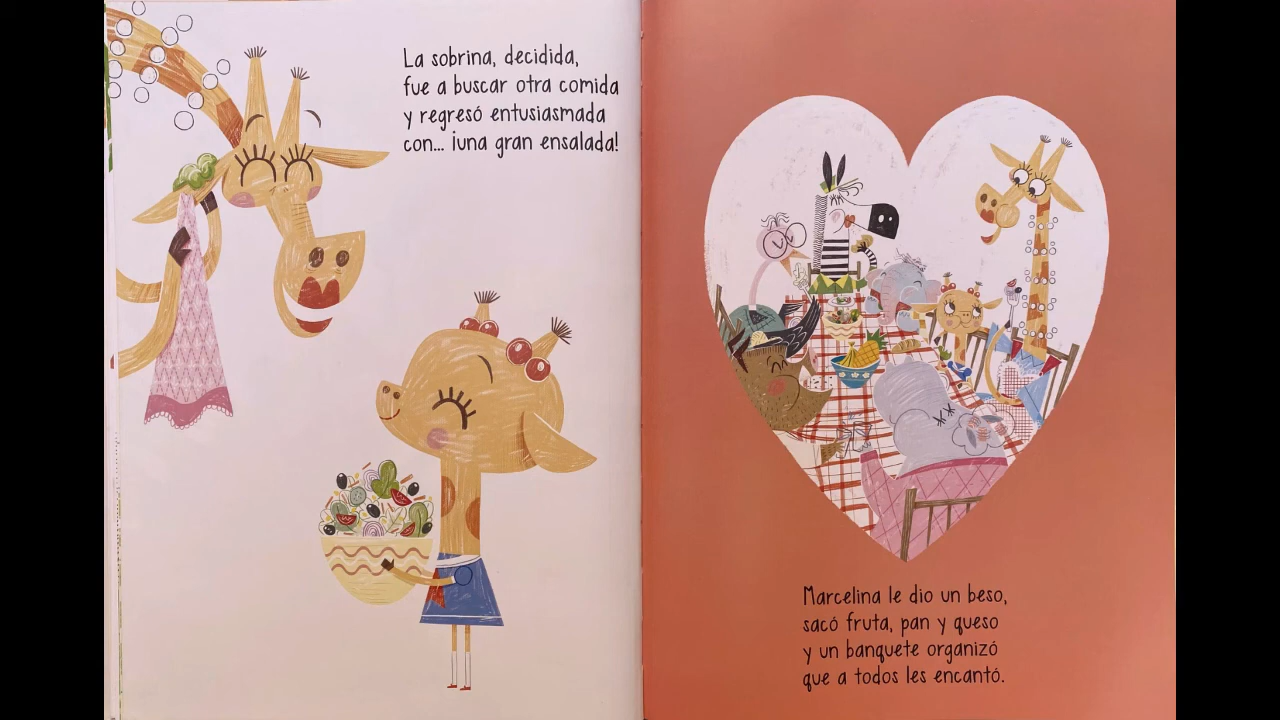 La sobrina, decidida,
fue a buscar otra comida
y regresó entusiasmada
con... ¡una gran ensalada!
Marcelina le dio un beso,
sacó fruta, pan y queso
y un banquete organizó
que a todos les encantó.